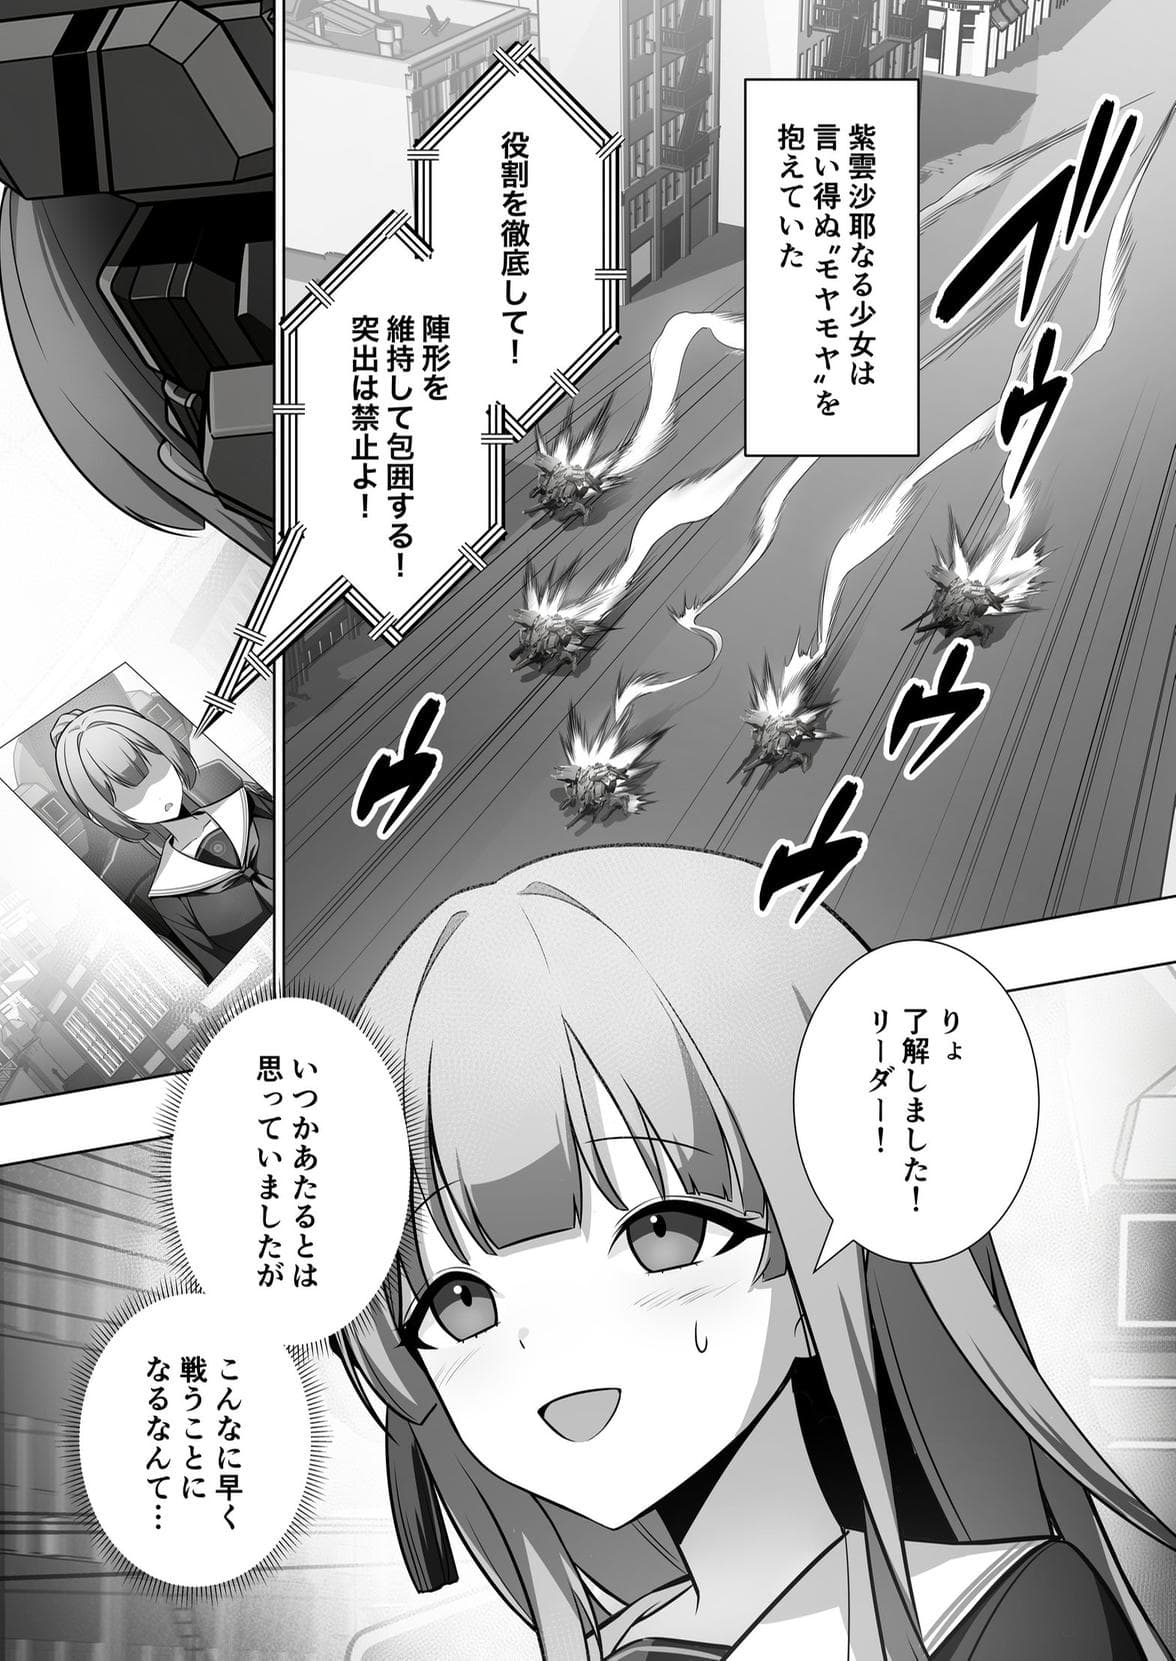 紫雲沙耶なる少女は
言い得ぬ〝モヤモヤ〟を
抱えていた
ブゥ
役割を徹底して！
陣形を
維持して包囲する！
突出は禁止よ！
ウゥ
ウゥ
りょ
了解しました！
リーダー！
いつかあたるとは
思っていましたが
こんなに早く
戦うことに
なるなんて…